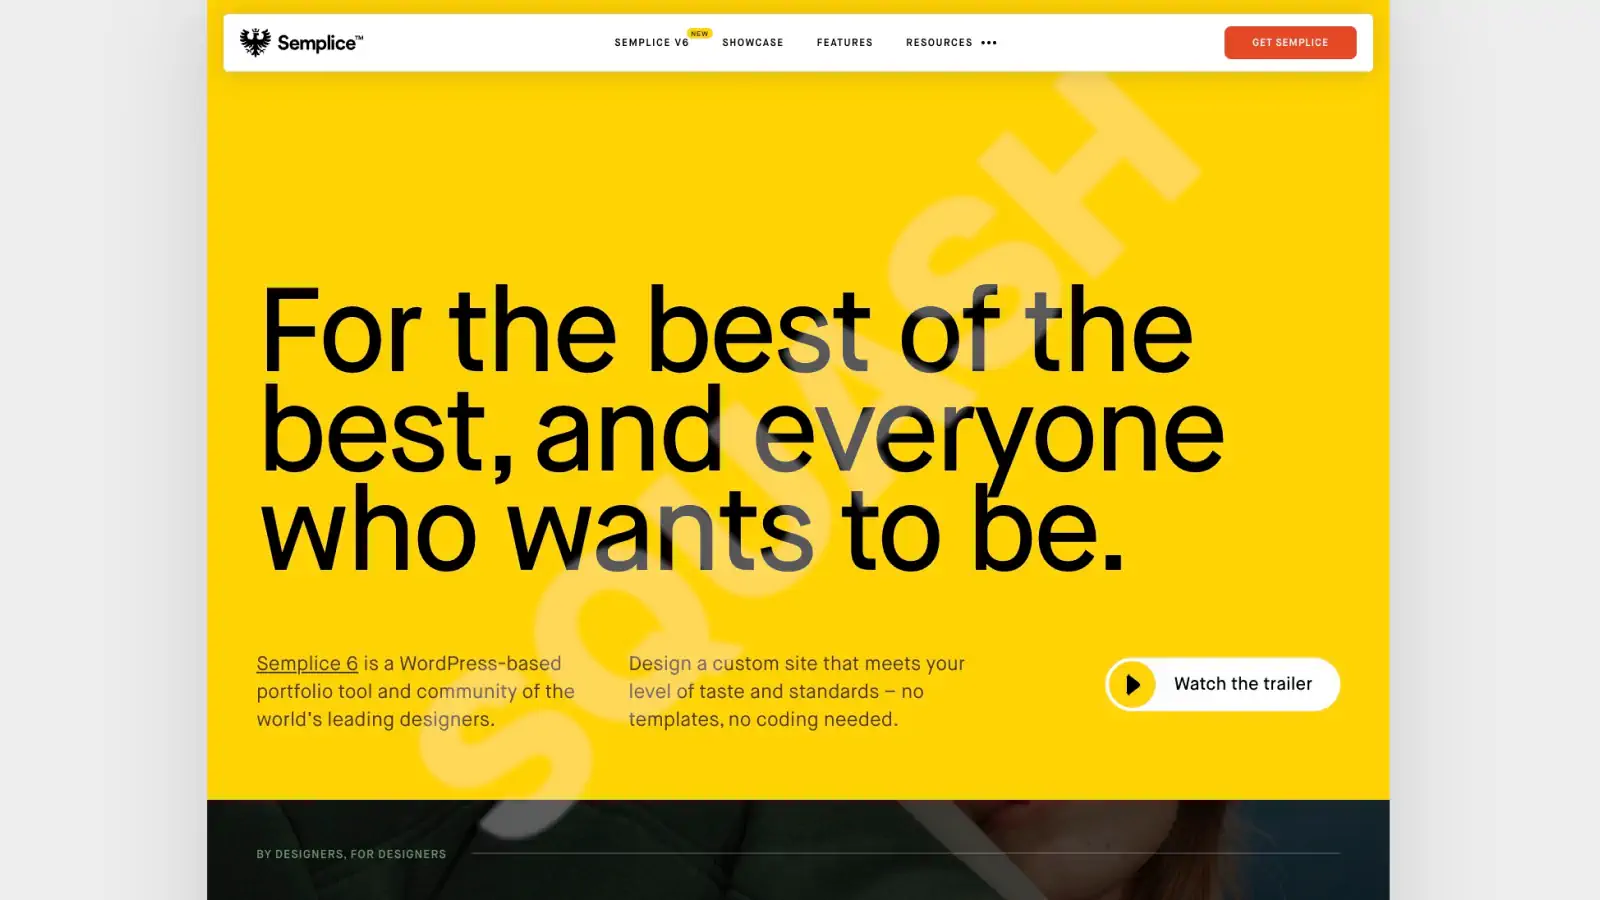 Semplice™
SEMPLICE V6
NEW
SHOWCASE
FEATURES
RESOURCES •••
GET SEMPLICE
For the best of the
best, and everyone
who wants to be.
Semplice 6 is a WordPress-based
portfolio tool and community of the
world's leading designers.
Design a custom site that meets your
level of taste and standards – no
templates, no coding needed.
Watch the trailer
BY DESIGNERS, FOR DESIGNERS
SQUASH